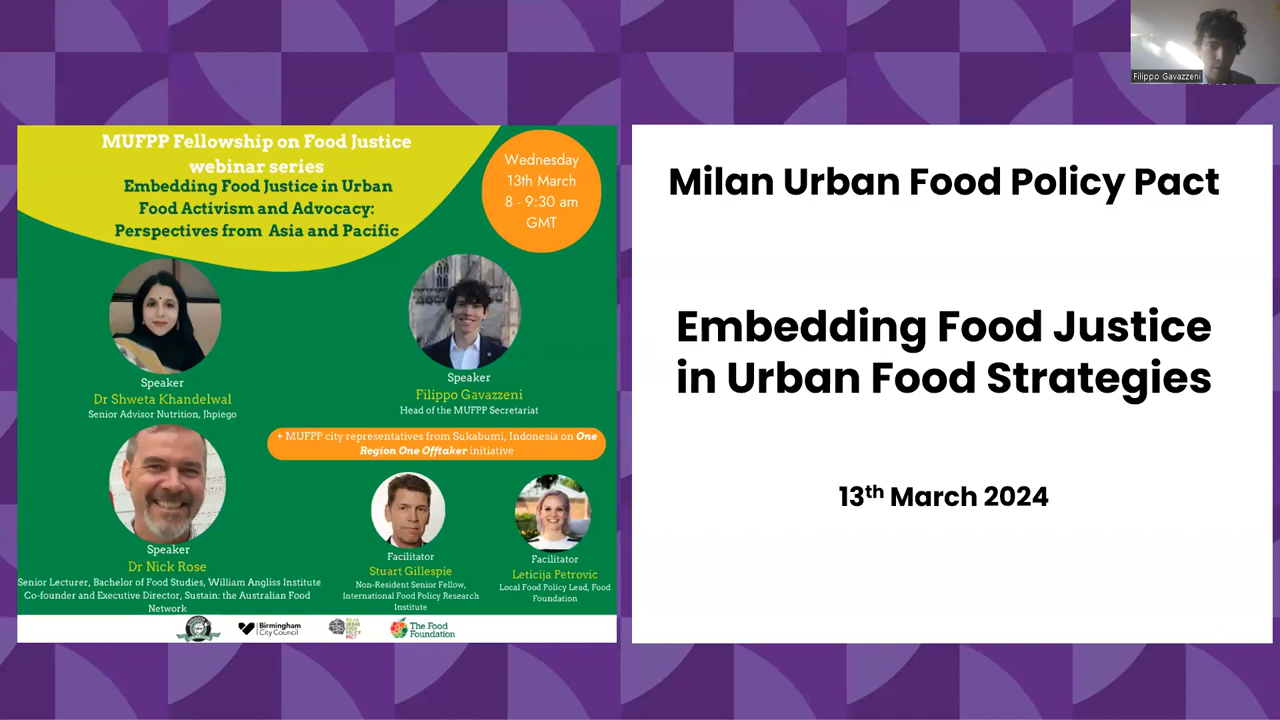 Filippo Gavazzeni
MUFPP Fellowship on Food Justice
webinar series
Embedding Food Justice in Urban
Food Activism and Advocacy:
Perspectives from Asia and Pacific
Wednesday
13th March
8 - 9:30 am
GMT
Speaker
Dr Shweta Khandelwal
Senior Advisor Nutrition, Jhpiego
Speaker
Filippo Gavazzeni
Head of the MUFPP Secretariat
+ MUFPP city representatives from Sukabumi, Indonesia on One
Region One Offtaker initiative
Speaker
Dr Nick Rose
Senior Lecturer, Bachelor of Food Studies, William Angliss Institute
Co-founder and Executive Director, Sustain: the Australian Food
Network
Facilitator
Stuart Gillespie
Non-Resident Senior Fellow,
International Food Policy Research
Institute
Facilitator
Leticija Petrovic
Local Food Policy Lead, Food
Foundation
Birmingham
City Council
MILAN
URBAN
FOOD
POLICY
PACT
The Food
Foundation
Milan Urban Food Policy Pact
Embedding Food Justice
in Urban Food Strategies
13th March 2024